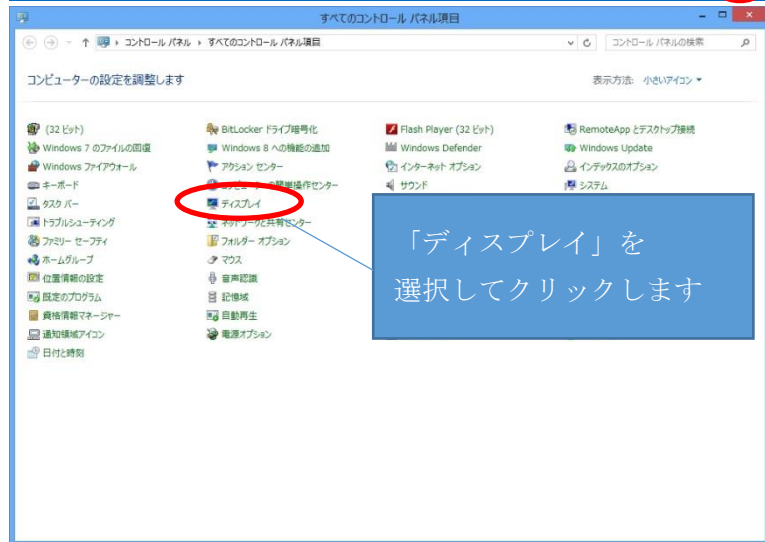 すべてのコントロール パネル項目
コントロール パネル ▸ すべてのコントロール パネル項目
コントロール パネルの検索
コンピューターの設定を調整します
表示方法: 小さいアイコン
(32 ビット)
BitLocker ドライブ暗号化
Flash Player (32 ビット)
RemoteApp とデスクトップ接続
Windows 7 のファイルの回復
Windows 8 への機能の追加
Windows Defender
Windows Update
Windows ファイアウォール
アクション センター
インターネット オプション
インデックスのオプション
キーボード
コンピューターの簡単操作センター
サウンド
システム
タスク バー
ディスプレイ
トラブルシューティング
ネットワークと共有センター
ファミリー セーフティ
フォルダー オプション
ホームグループ
マウス
位置情報の設定
音声認識
既定のプログラム
記憶域
資格情報マネージャー
自動再生
通知領域アイコン
電源オプション
日付と時刻
「ディスプレイ」を
選択してクリックします